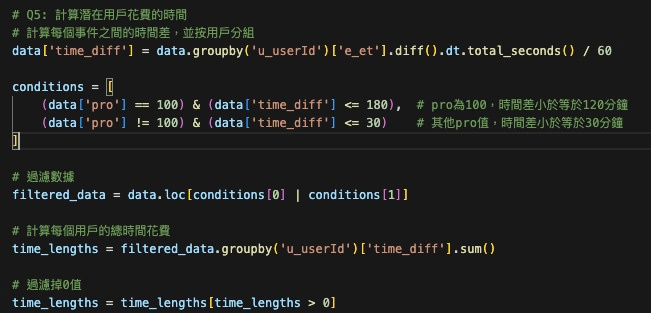 # Q5: 計算潛在用戶花費的時間
# 計算每個事件之間的時間差，並按用戶分組
data['time_diff'] = data.groupby('u_userId')['e_et'].diff().dt.total_seconds() / 60
conditions = [
(data['pro'] == 100) & (data['time_diff'] <= 180),  # pro為100，時間差小於等於120分鐘
(data['pro'] != 100) & (data['time_diff'] <= 30)    # 其他pro值，時間差小於等於30分鐘
]
# 過濾數據
filtered_data = data.loc[conditions[0] | conditions[1]]
# 計算每個用戶的總時間花費
time_lengths = filtered_data.groupby('u_userId')['time_diff'].sum()
# 過濾掉0值
time_lengths = time_lengths[time_lengths > 0]